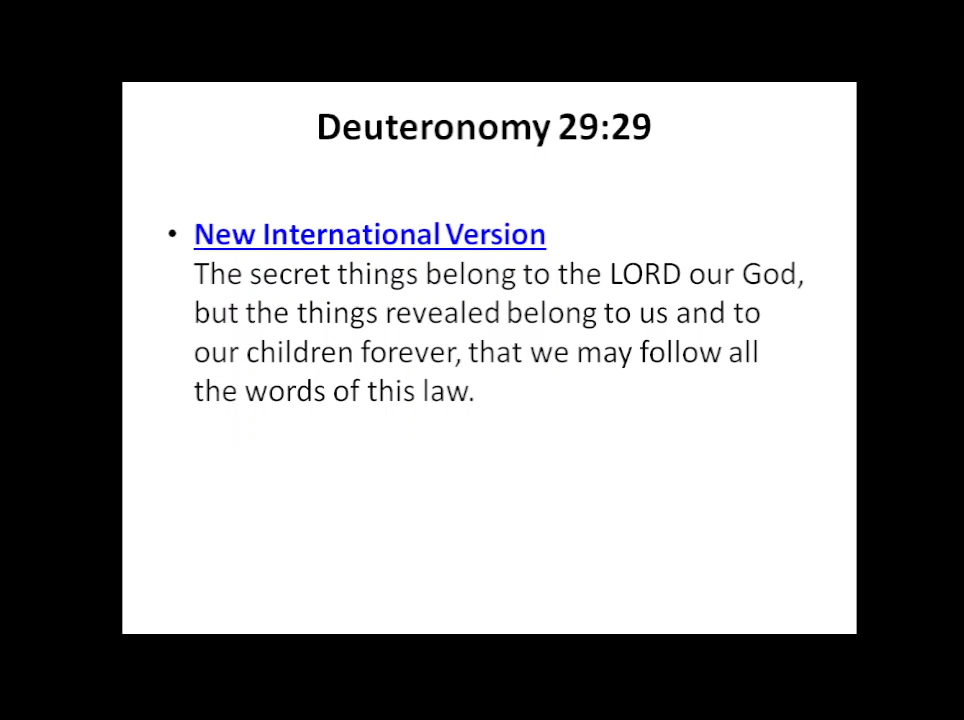 Deuteronomy 29:29
• New International Version
The secret things belong to the LORD our God,
but the things revealed belong to us and to
our children forever, that we may follow all
the words of this law.